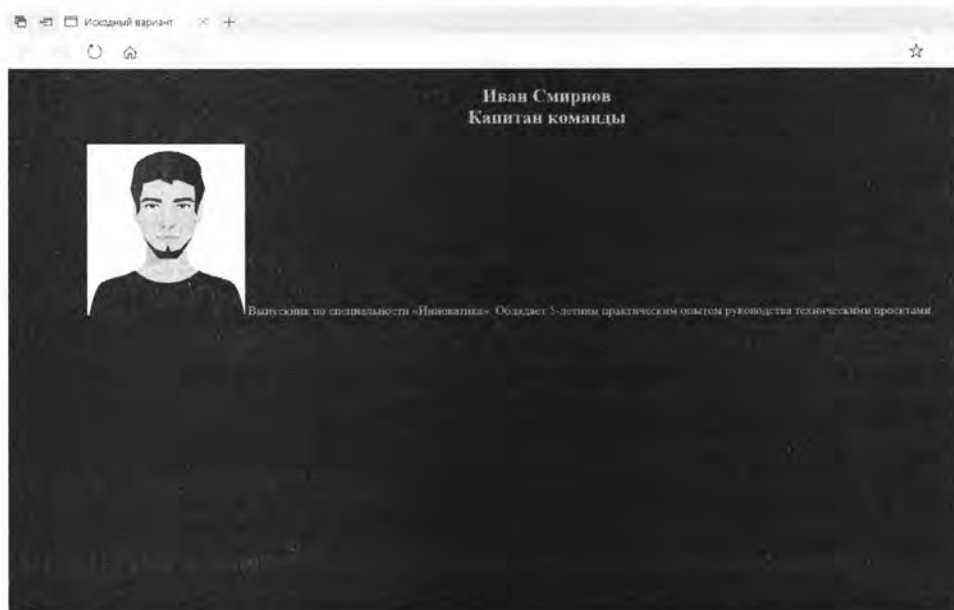 Исходный вариант
Иван Смирнов
Капитан команды
Выпускник по специальности «Инноватика». Обладает 5-летним практическим опытом руководства техническими проектами.